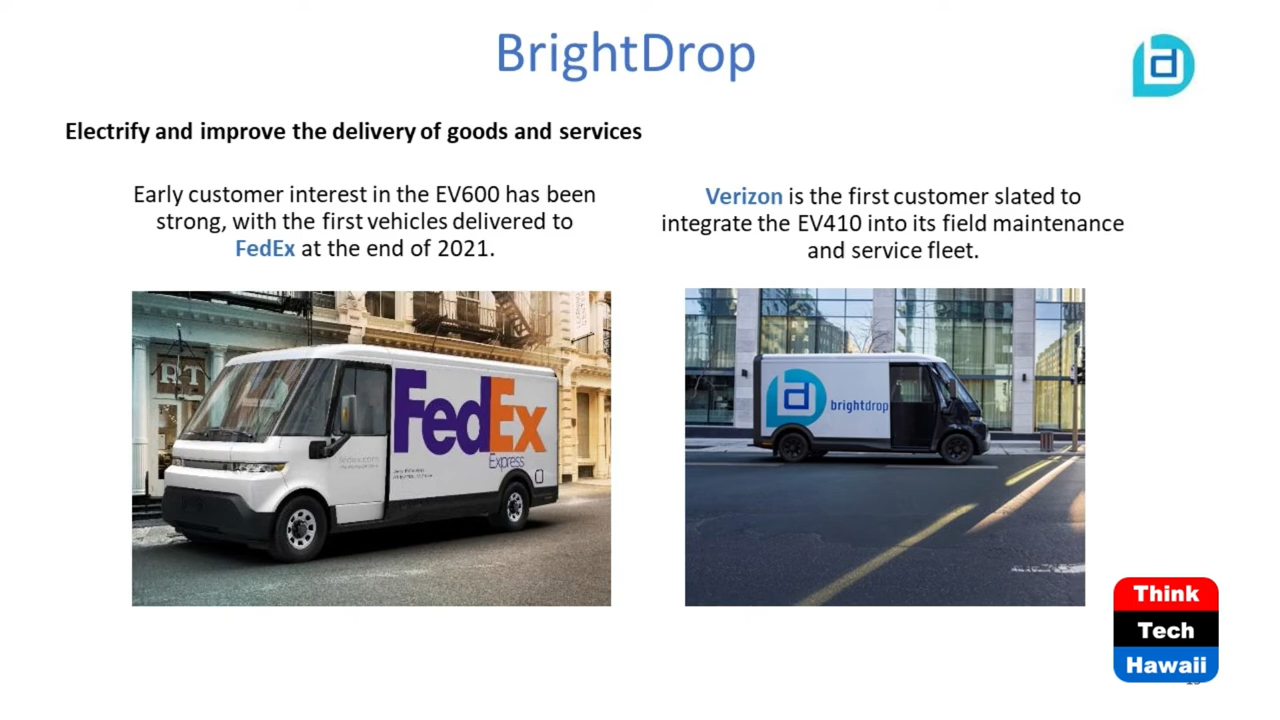 BrightDrop
d
Electrify and improve the delivery of goods and services
Early customer interest in the EV600 has been
strong, with the first vehicles delivered to
FedEx at the end of 2021.
Verizon is the first customer slated to
integrate the EV410 into its field maintenance
and service fleet.
RT
FedEx
Express
d
brightdrop
Think
Tech
Hawaii